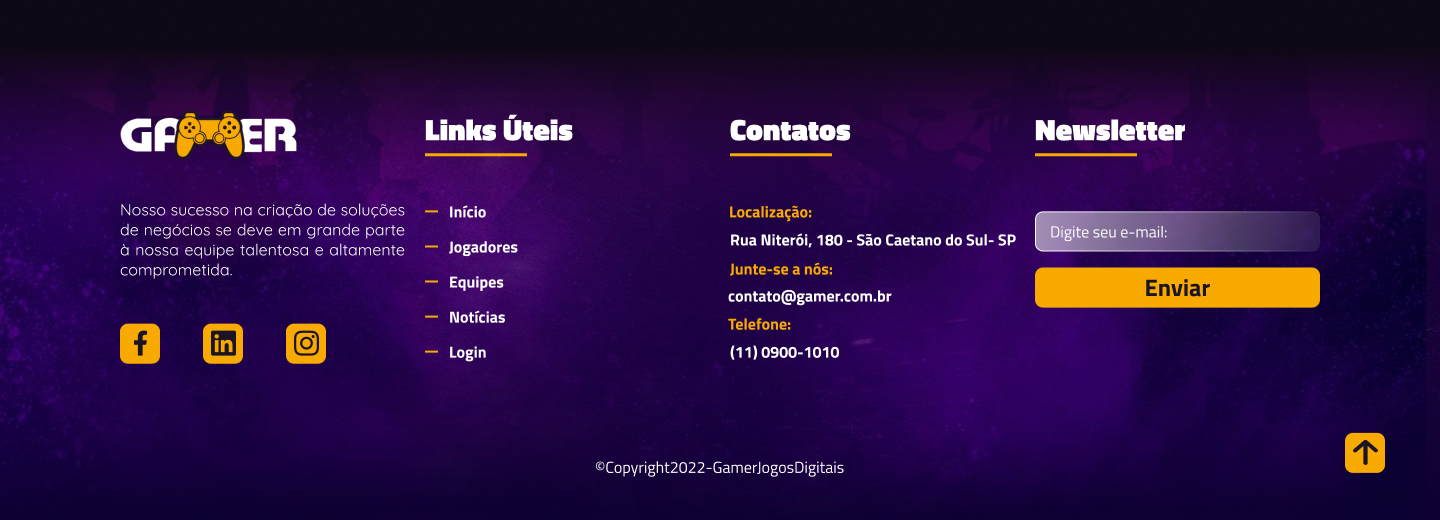 GAMER
Nosso sucesso na criação de soluções
de negócios se deve em grande parte
à nossa equipe talentosa e altamente
comprometida.
Links Úteis
Início
Jogadores
Equipes
Notícias
Login
Contatos
Localização:
Rua Niterói, 180 - São Caetano do Sul- SP
Junte-se a nós:
contato@gamer.com.br
Telefone:
(11) 0900-1010
Newsletter
Digite seu e-mail:
Enviar
©Copyright2022-GamerJogosDigitais